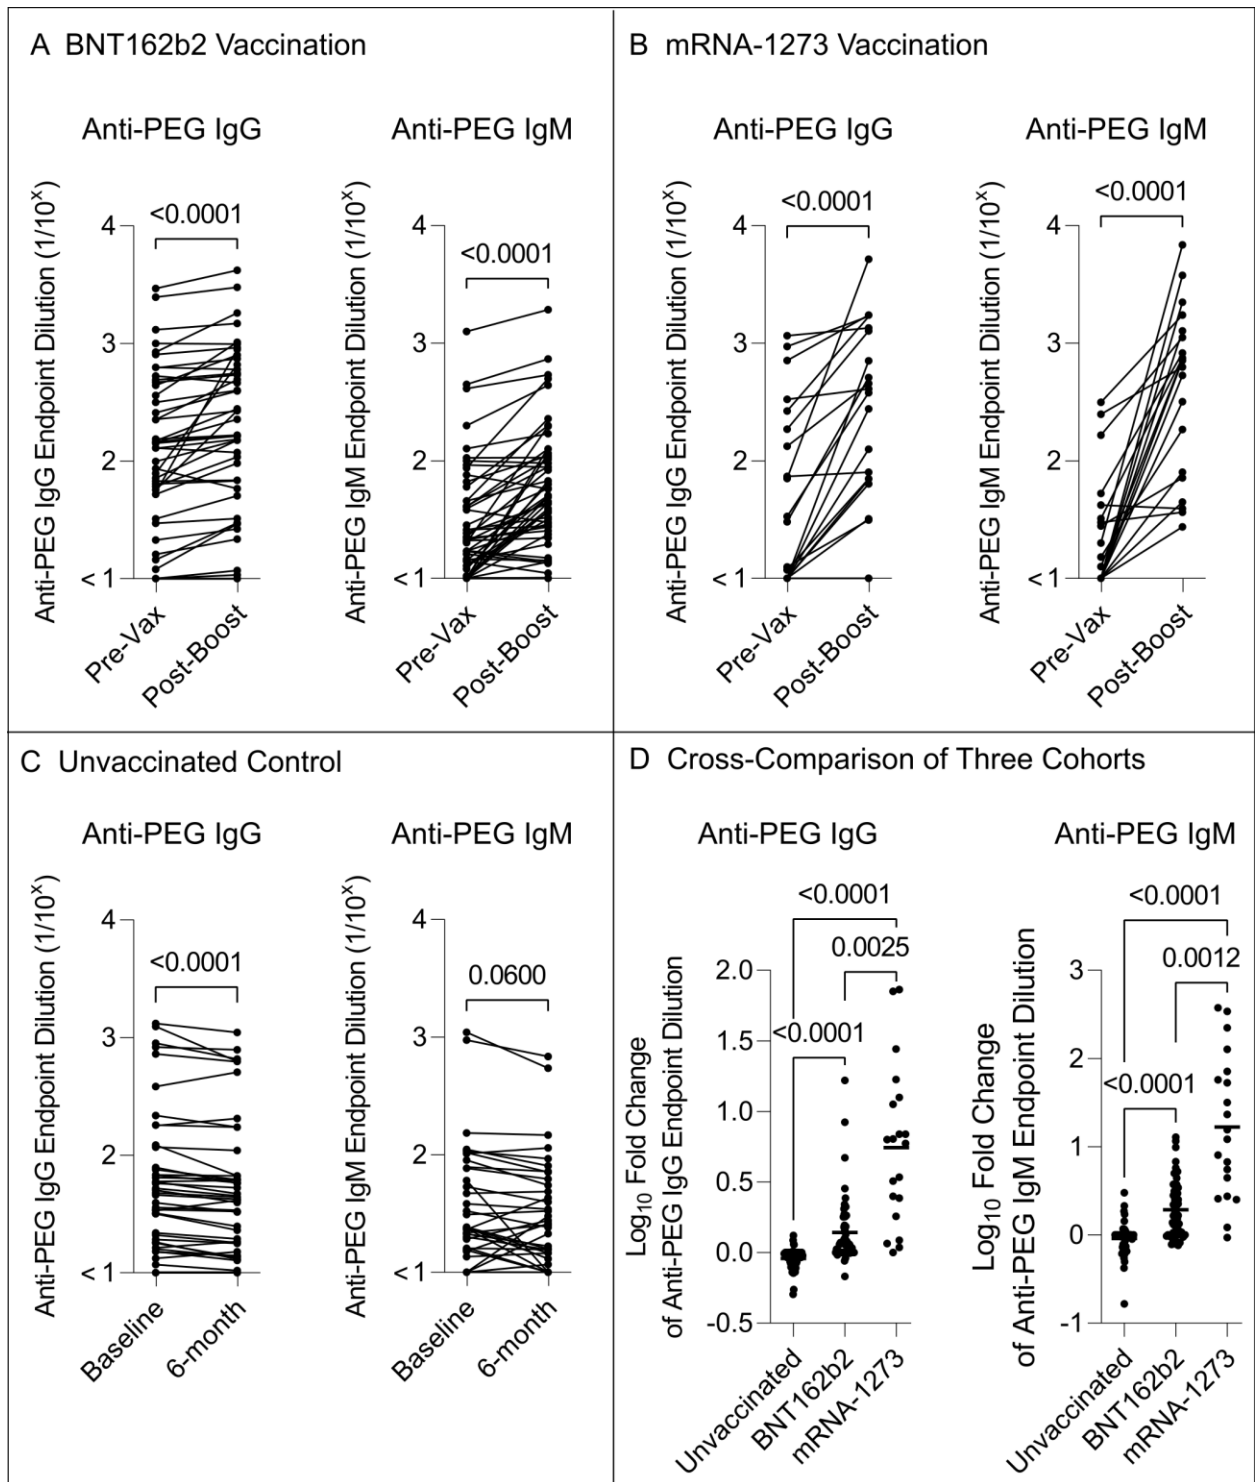 A BNT162b2 Vaccination
Anti-PEG IgG
Anti-PEG IgG Endpoint Dilution (1/10ˣ)
4
3
2
<1
<0.0001
Pre-Vax
Post-Boost
Anti-PEG IgM
Anti-PEG IgM Endpoint Dilution (1/10ˣ)
4
3
2
<1
<0.0001
Pre-Vax
Post-Boost
B mRNA-1273 Vaccination
Anti-PEG IgG
Anti-PEG IgG Endpoint Dilution (1/10ˣ)
4
3
2
<1
<0.0001
Pre-Vax
Post-Boost
Anti-PEG IgM
Anti-PEG IgM Endpoint Dilution (1/10ˣ)
4
3
2
<1
<0.0001
Pre-Vax
Post-Boost
C Unvaccinated Control
Anti-PEG IgG
Anti-PEG IgG Endpoint Dilution (1/10ˣ)
4
3
2
<1
<0.0001
Baseline
6-month
Anti-PEG IgM
Anti-PEG IgM Endpoint Dilution (1/10ˣ)
4
3
2
<1
0.0600
Baseline
6-month
D Cross-Comparison of Three Cohorts
Anti-PEG IgG
Log₁₀ Fold Change
of Anti-PEG IgG Endpoint Dilution
2.0
1.5
1.0
0.5
0.0
-0.5
<0.0001
0.0025
<0.0001
Unvaccinated
BNT162b2
mRNA-1273
Anti-PEG IgM
Log₁₀ Fold Change
of Anti-PEG IgM Endpoint Dilution
3
2
1
0
-1
<0.0001
0.0012
<0.0001
Unvaccinated
BNT162b2
mRNA-1273